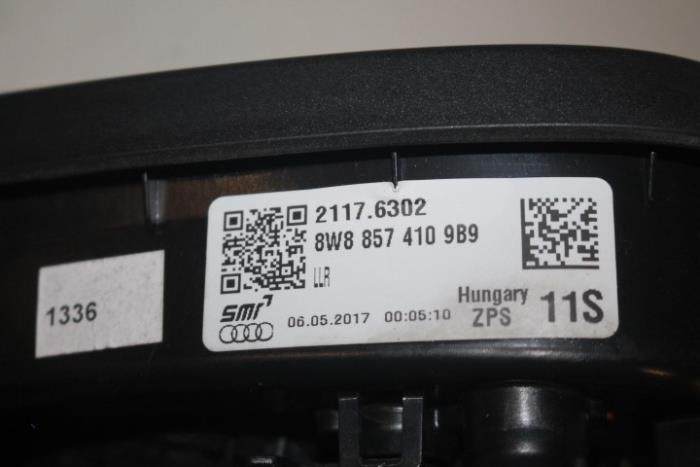 2117.6302
8W8 857 410 9B9
LLR
smr
06.05.2017 00:05:10
Hungary
ZPS
11S
1336